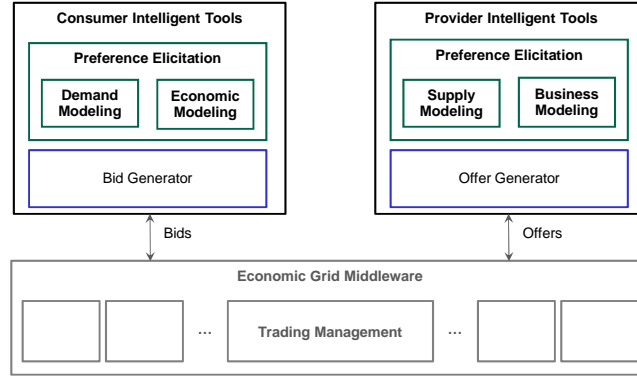 Consumer Intelligent Tools
Preference Elicitation
Demand
Modeling
Economic
Modeling
Bid Generator
Provider Intelligent Tools
Preference Elicitation
Supply
Modeling
Business
Modeling
Offer Generator
Bids
Offers
Economic Grid Middleware
...
Trading Management
...